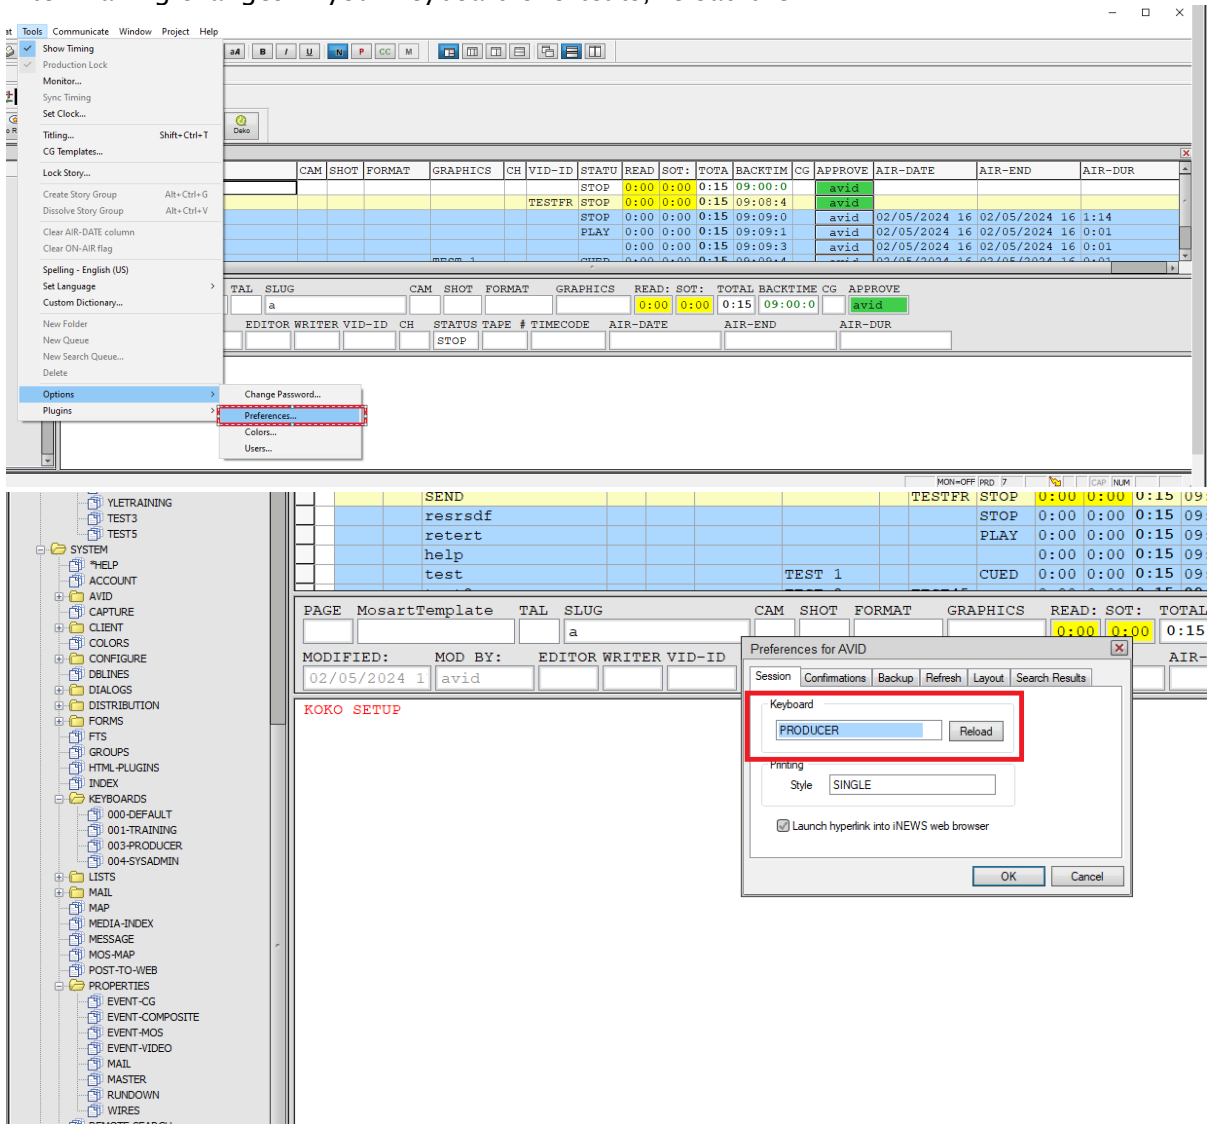 Tools Communicate Window Project Help
Show Timing
Production Lock
Monitor...
Sync Timing
Set Clock...
Titling... Shift+Ctrl+T
CG Templates...
Lock Story...
Create Story Group Alt+Ctrl+G
Dissolve Story Group Alt+Ctrl+V
Clear AIR-DATE column
Clear ON-AIR flag
Spelling - English (US)
Set Language >
Custom Dictionary...
New Folder
New Queue
New Search Queue...
Delete
Options >
Plugins >
Change Password...
Preferences...
Colors...
Users...
aA B I U N P CC M
Deko
CAM SHOT FORMAT GRAPHICS CH VID-ID STATU READ SOT: TOTA BACKTIM CG APPROVE AIR-DATE AIR-END AIR-DUR
STOP 0:00 0:00 0:15 09:00:0 avid
TESTFR STOP 0:00 0:00 0:15 09:08:4 avid
STOP 0:00 0:00 0:15 09:09:0 avid 02/05/2024 16 02/05/2024 16 1:14
PLAY 0:00 0:00 0:15 09:09:1 avid 02/05/2024 16 02/05/2024 16 0:01
0:00 0:00 0:15 09:09:3 avid 02/05/2024 16 02/05/2024 16 0:01
TAL SLUG CAM SHOT FORMAT GRAPHICS READ: SOT: TOTAL BACKTIME CG APPROVE
a 0:00 0:00 0:15 09:00:0 avid
EDITOR WRITER VID-ID CH STATUS TAPE # TIMECODE AIR-DATE AIR-END AIR-DUR
STOP
MON=OFF PRD 7 CAP NUM
YLETRAINING
TEST3
TEST5
SYSTEM
*HELP
ACCOUNT
AVID
CAPTURE
CLIENT
COLORS
CONFIGURE
DBLINES
DIALOGS
DISTRIBUTION
FORMS
FTS
GROUPS
HTML-PLUGINS
INDEX
KEYBOARDS
000-DEFAULT
001-TRAINING
003-PRODUCER
004-SYSADMIN
LISTS
MAIL
MAP
MEDIA-INDEX
MESSAGE
MOS-MAP
POST-TO-WEB
PROPERTIES
EVENT-CG
EVENT-COMPOSITE
EVENT-MOS
EVENT-VIDEO
MAIL
MASTER
RUNDOWN
WIRES
SEND TESTFR STOP 0:00 0:00 0:15 09
resrsdf STOP 0:00 0:00 0:15 09
retert PLAY 0:00 0:00 0:15 09
help 0:00 0:00 0:15 09
test TEST 1 CUED 0:00 0:00 0:15 09
PAGE MosartTemplate TAL SLUG CAM SHOT FORMAT GRAPHICS READ: SOT: TOTAL
a 0:00 0:00 0:15
MODIFIED: MOD BY: EDITOR WRITER VID-ID AIR-
02/05/2024 1 avid
KOKO SETUP
Preferences for AVID
Session Confirmations Backup Refresh Layout Search Results
Keyboard
PRODUCER Reload
Printing
Style SINGLE
Launch hyperlink into iNEWS web browser
OK Cancel